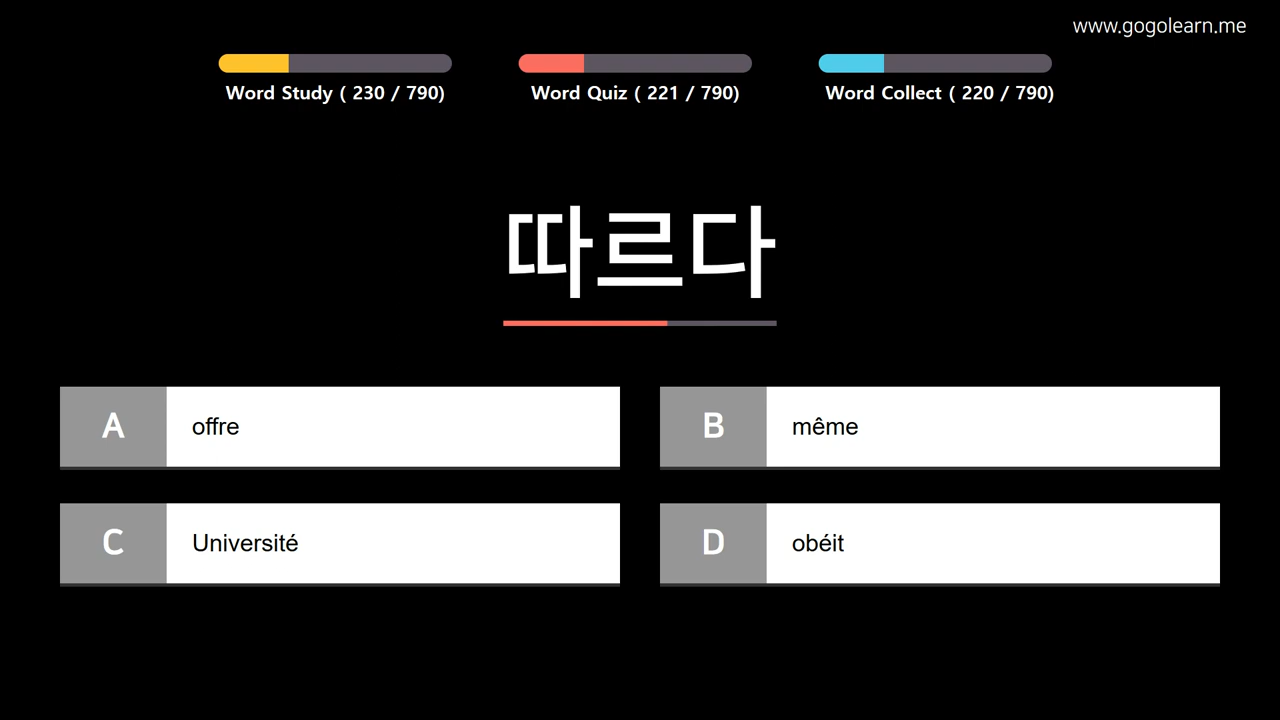 www.gogolearn.me
Word Study ( 230 / 790)
Word Quiz ( 221 / 790)
Word Collect ( 220 / 790)
따르다
A offre
B même
C Université
D obéit